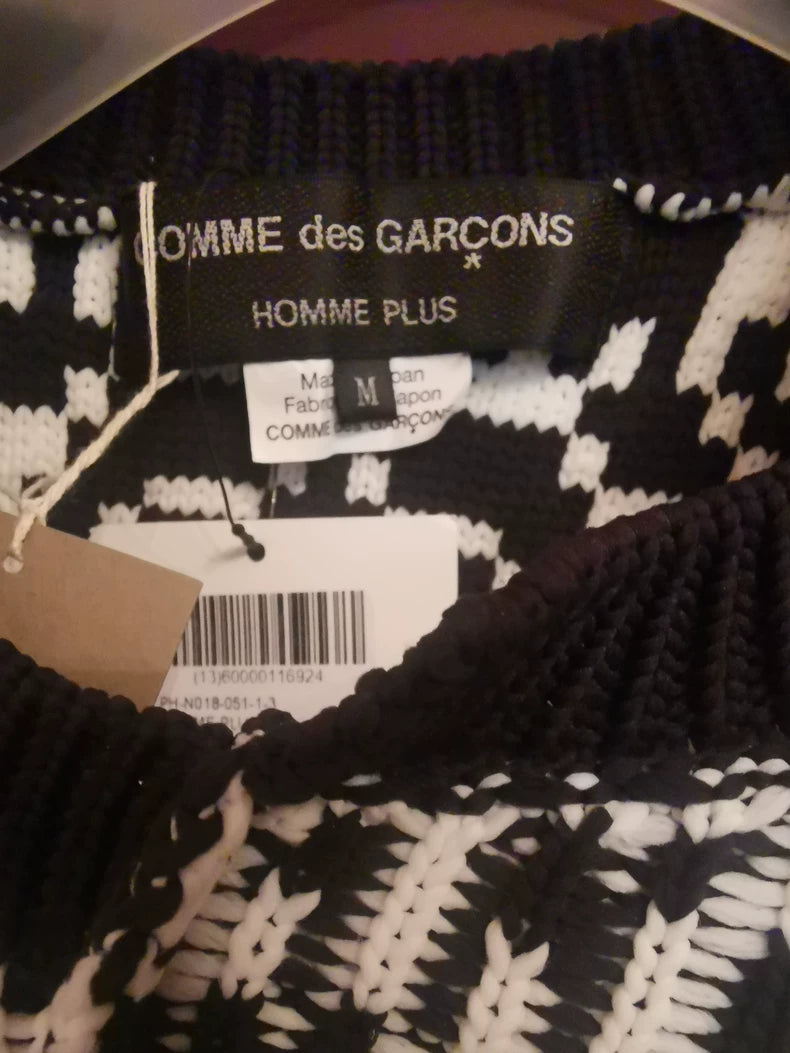 COMME des GARÇONS
*
HOMME PLUS
M
COMME des GARÇONS
(13)60000116924
PH-N018-051-1-3